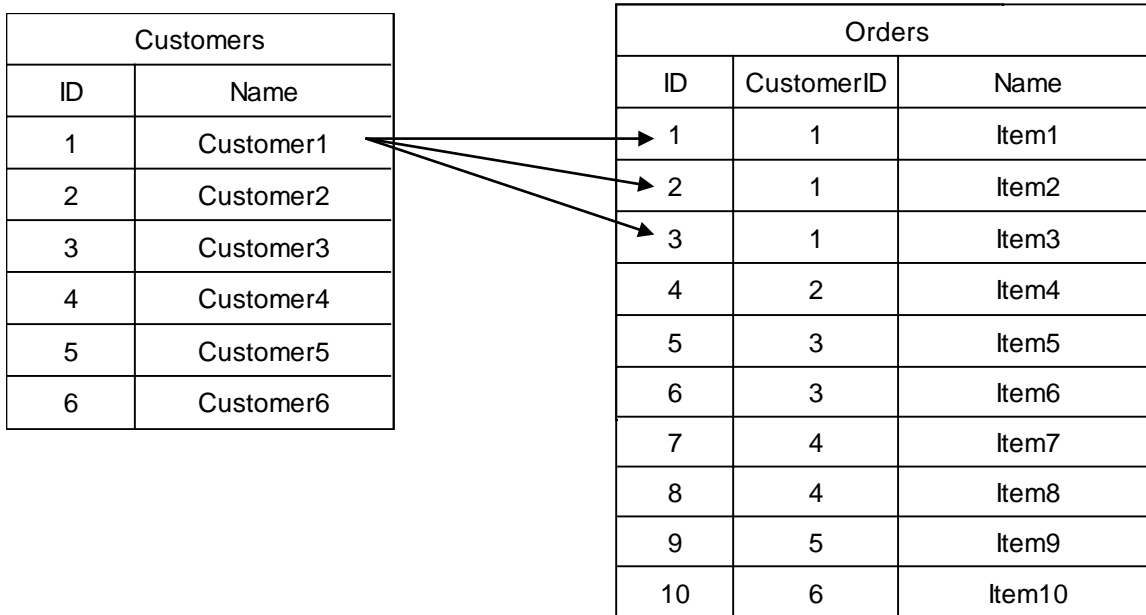 Customers
ID Name
1 Customer1
2 Customer2
3 Customer3
4 Customer4
5 Customer5
6 Customer6
Orders
ID CustomerID Name
1 1 Item1
2 1 Item2
3 1 Item3
4 2 Item4
5 3 Item5
6 3 Item6
7 4 Item7
8 4 Item8
9 5 Item9
10 6 Item10